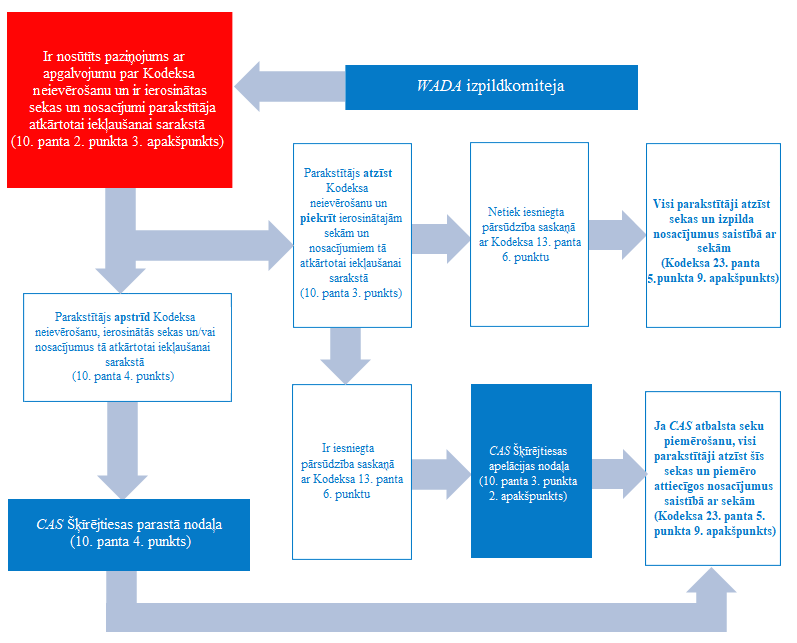 Ir nosūtīts paziņojums ar
apgalvojumu par Kodeksa
neievērošanu un ir ierosinātas
sekas un nosacījumi parakstītāja
atkārtotai iekļaušanai sarakstā
(10. panta 2. punkta 3. apakšpunkts)
WADA izpildkomiteja
Parakstītājs atzīst
Kodeksa
neievērošanu un
piekrīt ierosinātajām
sekām un
nosacījumiem tā
atkārtotai iekļaušanai
sarakstā
(10. panta 3. punkts)
Netiek iesniegta
pārsūdzība saskaņā
ar Kodeksa 13. panta
6. punktu
Visi parakstītāji atzīst
sekas un izpilda
nosacījumus saistībā ar
sekām
(Kodeksa 23. panta
5.punkta 9. apakšpunkts)
Parakstītājs apstrīd Kodeksa
neievērošanu, ierosinātās sekas un/vai
nosacījumus tā atkārtotai iekļaušanai
sarakstā
(10. panta 4. punkts)
Ir iesniegta
pārsūdzība saskaņā
ar Kodeksa 13. panta
6. punktu
CAS Šķīrējtiesas
apelācijas nodaļa
(10. panta 3. punkta
2. apakšpunkts)
Ja CAS atbalsta seku
piemērošanu, visi
parakstītāji atzīst šīs
sekas un piemēro
attiecīgos nosacījumus
saistībā ar sekām
(Kodeksa 23. panta 5.
punkta 9. apakšpunkts)
CAS Šķīrējtiesas parastā nodaļa
(10. panta 4. punkts)